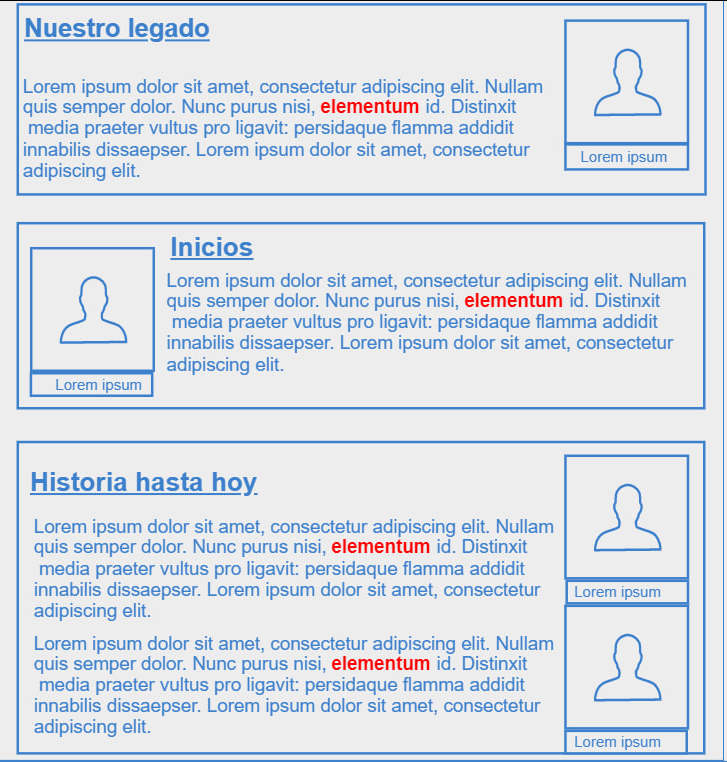 Nuestro legado
Lorem ipsum dolor sit amet, consectetur adipiscing elit. Nullam
quis semper dolor. Nunc purus nisi, elementum id. Distinxit
media praeter vultus pro ligavit: persidaque flamma addidit
innabilis dissaepser. Lorem ipsum dolor sit amet, consectetur
adipiscing elit.
Lorem ipsum
Inicios
Lorem ipsum dolor sit amet, consectetur adipiscing elit. Nullam
quis semper dolor. Nunc purus nisi, elementum id. Distinxit
media praeter vultus pro ligavit: persidaque flamma addidit
innabilis dissaepser. Lorem ipsum dolor sit amet, consectetur
adipiscing elit.
Lorem ipsum
Historia hasta hoy
Lorem ipsum dolor sit amet, consectetur adipiscing elit. Nullam
quis semper dolor. Nunc purus nisi, elementum id. Distinxit
media praeter vultus pro ligavit: persidaque flamma addidit
innabilis dissaepser. Lorem ipsum dolor sit amet, consectetur
adipiscing elit.
Lorem ipsum
Lorem ipsum dolor sit amet, consectetur adipiscing elit. Nullam
quis semper dolor. Nunc purus nisi, elementum id. Distinxit
media praeter vultus pro ligavit: persidaque flamma addidit
innabilis dissaepser. Lorem ipsum dolor sit amet, consectetur
adipiscing elit.
Lorem ipsum